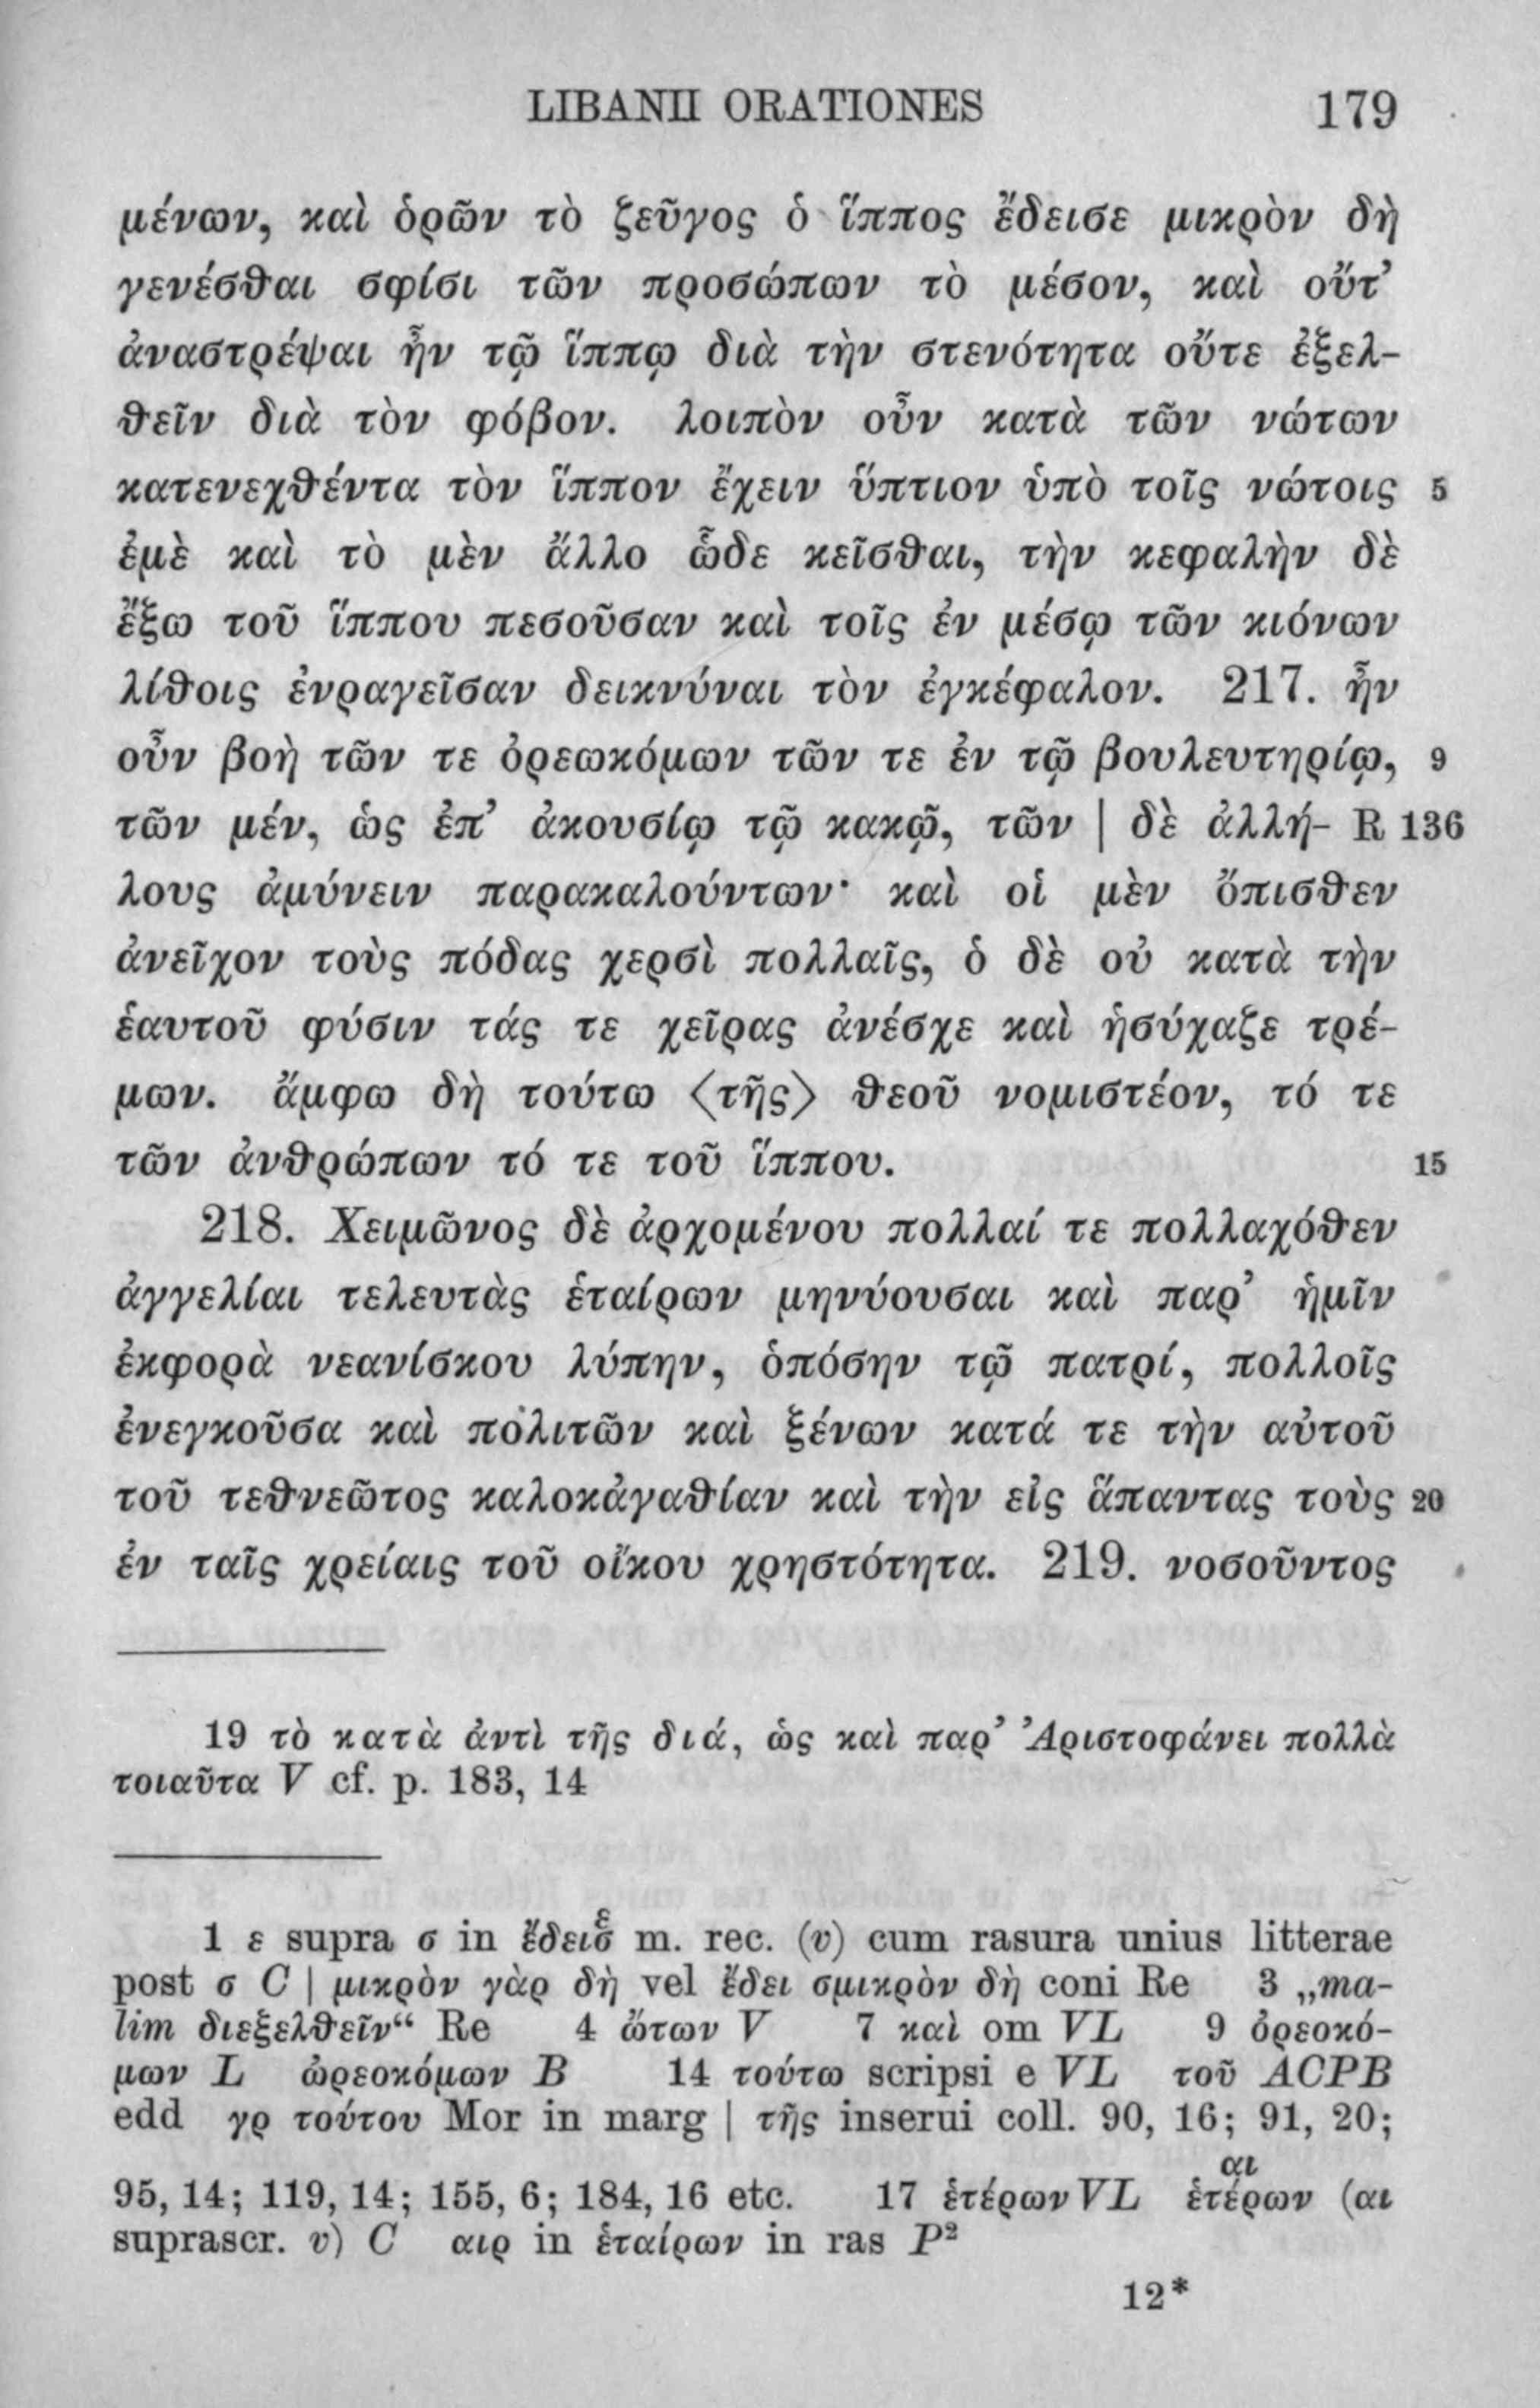 LIBANII ORATIONES 179
μένων, καὶ ὁρῶν τὸ ζεῦγος ὁ ἵππος ἔδεισε μικρὸν δὴ
γενέσθαι σφίσι τῶν προσώπων τὸ μέσον, καὶ οὔτ’
ἀναστρέψαι ἦν τῷ ἵππῳ διὰ τὴν στενότητα οὔτε ἐξελ-
θεῖν διὰ τὸν φόβον. λοιπὸν οὖν κατὰ τῶν νώτων
κατενεχθέντα τὸν ἵππον ἔχειν ὕπτιον ὑπὸ τοῖς νώτοις 5
ἐμὲ καὶ τὸ μὲν ἄλλο ὧδε κεῖσθαι, τὴν κεφαλὴν δὲ
ἔξω τοῦ ἵππου πεσοῦσαν καὶ τοῖς ἐν μέσῳ τῶν κιόνων
λίθοις ἐνραγεῖσαν δεικνύναι τὸν ἐγκέφαλον. 217. ἦν
οὖν βοὴ τῶν τε ὀρεωκόμων τῶν τε ἐν τῷ βουλευτηρίῳ, 9
τῶν μέν, ὡς ἐπ’ ἀκουσίῳ τῷ κακῷ, τῶν | δὲ ἀλλή- R 136
λους ἀμύνειν παρακαλούντων· καὶ οἱ μὲν ὄπισθεν
ἀνεῖχον τοὺς πόδας χερσὶ πολλαῖς, ὁ δὲ οὐ κατὰ τὴν
ἑαυτοῦ φύσιν τάς τε χεῖρας ἀνέσχε καὶ ἡσύχαζε τρέ-
μων. ἄμφω δὴ τούτω 〈τῆς〉 θεοῦ νομιστέον, τό τε
τῶν ἀνθρώπων τό τε τοῦ ἵππου. 15
218. Χειμῶνος δὲ ἀρχομένου πολλαί τε πολλαχόθεν
ἀγγελίαι τελευτὰς ἑταίρων μηνύουσαι καὶ παρ’ ἡμῖν
ἐκφορὰ νεανίσκου λύπην, ὁπόσην τῷ πατρί, πολλοῖς
ἐνεγκοῦσα καὶ πολιτῶν καὶ ξένων κατά τε τὴν αὐτοῦ
τοῦ τεθνεῶτος καλοκἀγαθίαν καὶ τὴν εἰς ἅπαντας τοὺς 20
ἐν ταῖς χρείαις τοῦ οἴκου χρηστότητα. 219. νοσοῦντος
19 τὸ κατὰ ἀντὶ τῆς διά, ὡς καὶ παρ’ Ἀριστοφάνει πολλὰ
τοιαῦτα V cf. p. 183, 14
1 ε supra σ in ἔδεισ̔ε m. rec. (v) cum rasura unius litterae
post σ C | μικρὸν γὰρ δὴ vel ἔδει σμικρὸν δὴ coni Re 3 „ma-
lim διεξελθεῖν“ Re 4 ὤτων V 7 καὶ om VL 9 ὀρεοκό-
μων L ὠρεοκόμων B 14 τούτω scripsi e VL τοῦ ACPB
edd γρ τούτου Mor in marg | τῆς inserui coll. 90, 16; 91, 20;
95, 14; 119, 14; 155, 6; 184, 16 etc. 17 ἑτέρων VL ἑτέρων αι (αι
suprascr. v) C αιρ in ἑταίρων in ras P²
12*